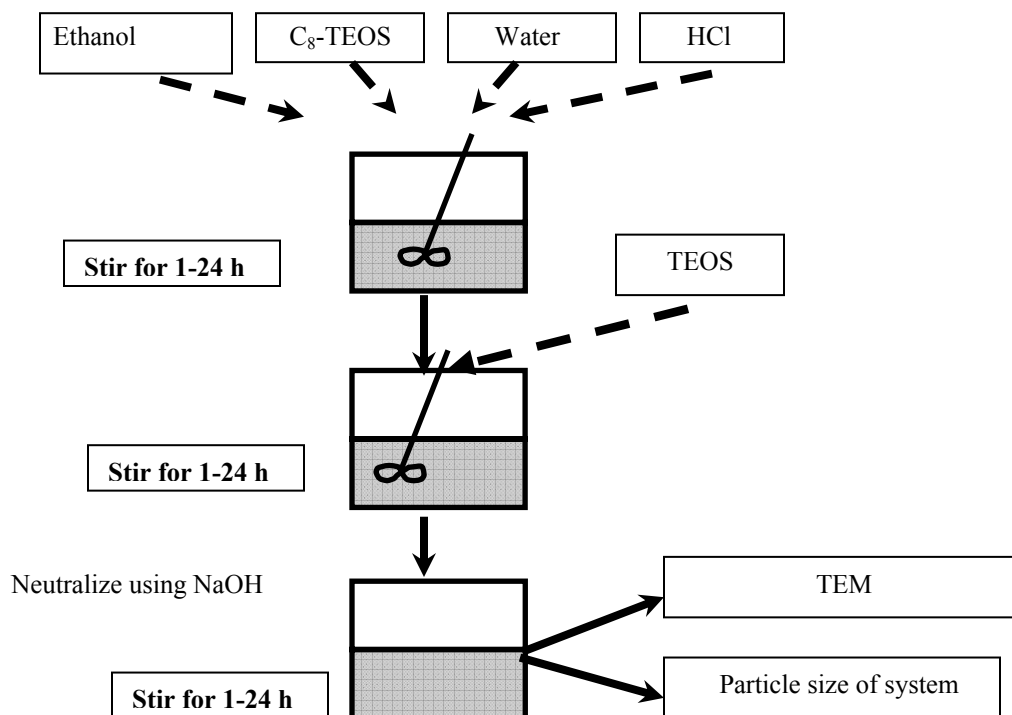 Ethanol
C₈-TEOS
Water
HCl
Stir for 1-24 h
TEOS
Stir for 1-24 h
Neutralize using NaOH
TEM
Stir for 1-24 h
Particle size of system